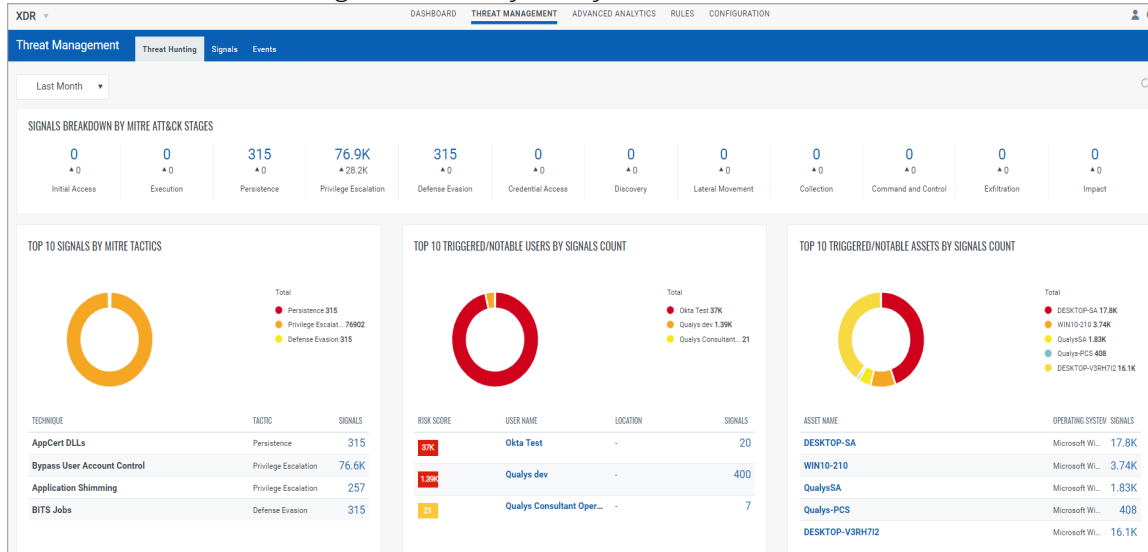 XDR
DASHBOARD THREAT MANAGEMENT ADVANCED ANALYTICS RULES CONFIGURATION
Threat Management Threat Hunting Signals Events
Last Month
SIGNALS BREAKDOWN BY MITRE ATT&CK STAGES
0 0 315 76.9K 315 0 0 0 0 0 0 0
▲0 ▲0 ▲0 ▲28.2K ▲0 ▲0 ▲0 ▲0 ▲0 ▲0 ▲0 ▲0
Initial Access Execution Persistence Privilege Escalation Defense Evasion Credential Access Discovery Lateral Movement Collection Command and Control Exfiltration Impact
TOP 10 SIGNALS BY MITRE TACTICS
Total
Persistence 315
Privilege Escalat... 76902
Defense Evasion 315
TECHNIQUE TACTIC SIGNALS
AppCert DLLs Persistence 315
Bypass User Account Control Privilege Escalation 76.6K
Application Shimming Privilege Escalation 257
BITS Jobs Defense Evasion 315
TOP 10 TRIGGERED/NOTABLE USERS BY SIGNALS COUNT
Total
Okta Test 37K
Qualys dev 1.39K
Qualys Consultant... 21
RISK SCORE USER NAME LOCATION SIGNALS
37K Okta Test - 20
1.39K Qualys dev - 400
21 Qualys Consultant Oper... - 7
TOP 10 TRIGGERED/NOTABLE ASSETS BY SIGNALS COUNT
Total
DESKTOP-SA 17.8K
WIN10-210 3.74K
QualysSA 1.83K
Qualys-PCS 408
DESKTOP-V3RH7I2 16.1K
ASSET NAME OPERATING SYSTEM SIGNALS
DESKTOP-SA Microsoft Wi... 17.8K
WIN10-210 Microsoft Wi... 3.74K
QualysSA Microsoft Wi... 1.83K
Qualys-PCS Microsoft Wi... 408
DESKTOP-V3RH7I2 Microsoft Wi... 16.1K